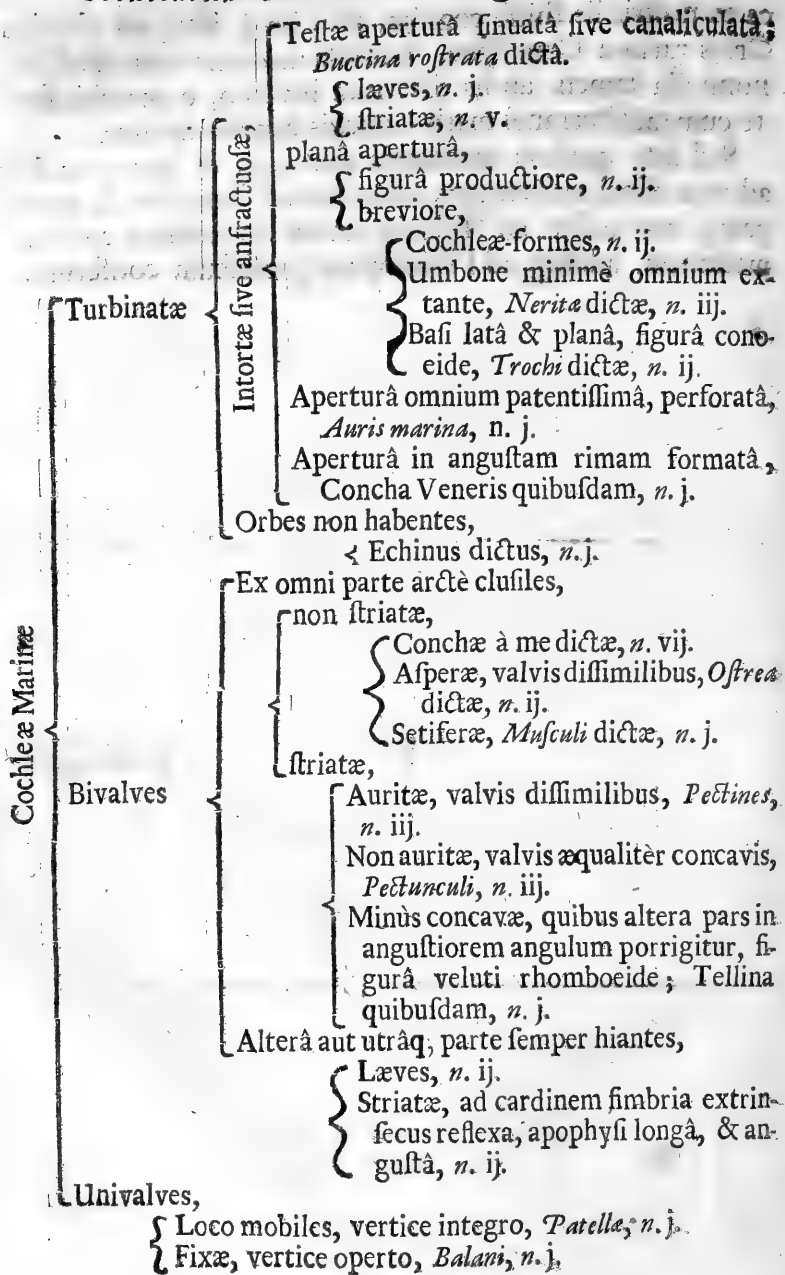 Teſtæ aperturâ ſinuatâ ſive canaliculatâ;
Buccina roſtrata dictâ.
læves, n. j.
ſtriatæ, n. v.
planâ aperturâ,
figurâ productiore, n. ij.
breviore,
Cochleæ-formes, n. ij.
Umbone minimè omnium ex-
tante, Neritæ dictæ, n. iij.
Baſi latâ & planâ, figurâ cono-
eide, Trochi dictæ, n. ij.
Aperturâ omnium patentiſſimâ, perforatâ,
Auris marina, n. j.
Aperturâ in anguſtam rimam formatâ,
Concha Veneris quibuſdam, n. j.
Intortæ ſive anfractuoſæ,
Turbinatæ
Orbes non habentes,
Echinus dictus, n. j.
Cochleæ Marinæ
Ex omni parte arctè cluſiles,
non ſtriatæ,
Conchæ à me dictæ, n. vij.
Aſperæ, valvis diſſimilibus, Oſtrea
dictæ, n. ij.
Setiferæ, Muſculi dictæ, n. j.
ſtriatæ,
Bivalves
Auritæ, valvis diſſimilibus, Pectines,
n. iij.
Non auritæ, valvis æqualitèr concavis,
Pectunculi, n. iij.
Minùs concavæ, quibus altera pars in
anguſtiorem angulum porrigitur, fi-
gurâ veluti rhomboeide; Tellina
quibuſdam, n. j.
Alterâ aut utrâq; parte ſemper hiantes,
Læves, n. ij.
Striatæ, ad cardinem fimbria extrin-
ſecus reflexa, apophyſi longâ, & an-
guſtâ, n. ij.
Univalves,
Loco mobiles, vertice integro, Patellæ, n. j.
Fixæ, vertice operto, Balani, n. j.